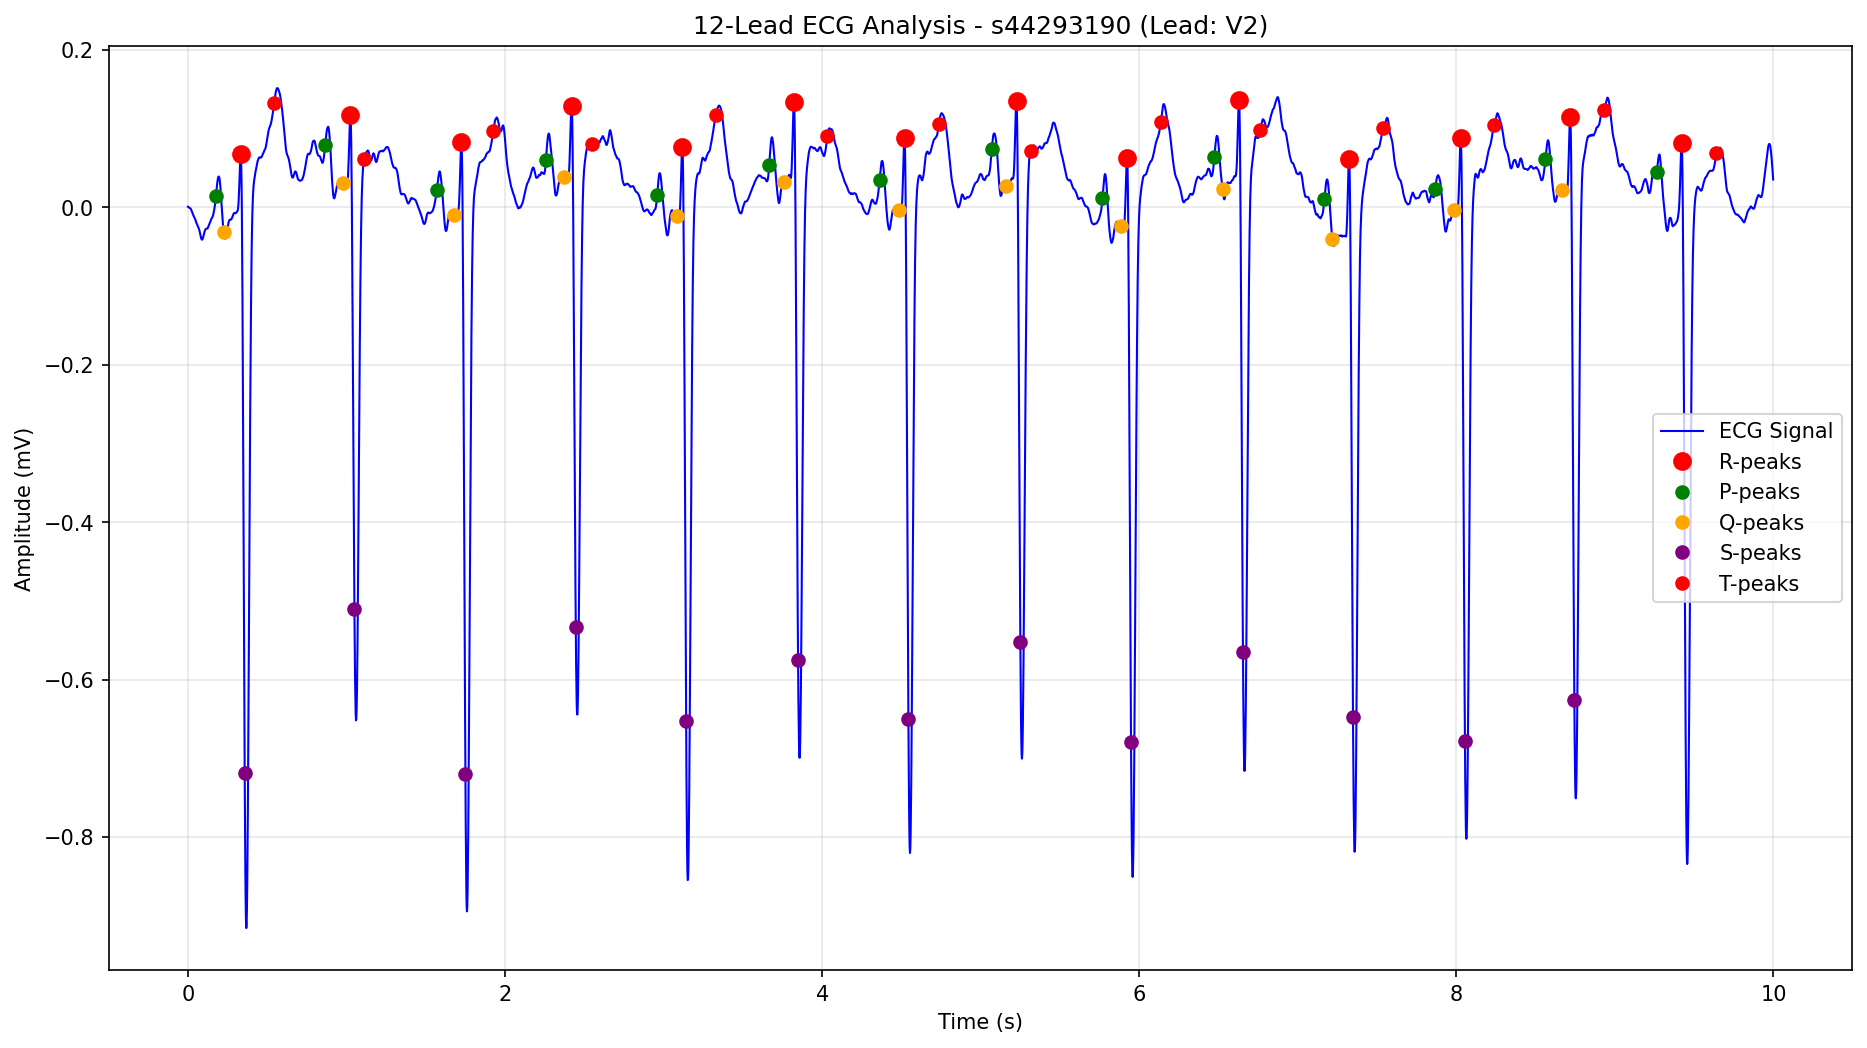 12-Lead ECG Analysis - s44293190 (Lead: V2)
Amplitude (mV)
0.2
0.0
−0.2
−0.4
−0.6
−0.8
ECG Signal
R-peaks
P-peaks
Q-peaks
S-peaks
T-peaks
0 2 4 6 8 10
Time (s)